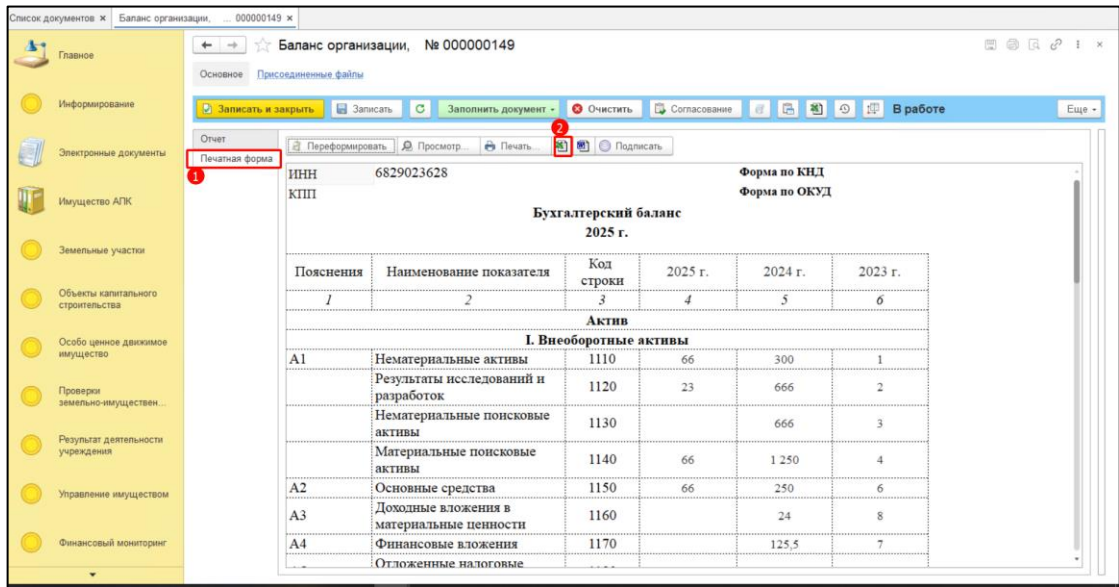 Список документов ×
Баланс организации, ... 000000149 ×
Главное
Информирование
Электронные документы
Имущество АПК
Земельные участки
Объекты капитального
строительства
Особо ценное движимое
имущество
Проверки
земельно-имуществен...
Результат деятельности
учреждения
Управление имуществом
Финансовый мониторинг
Баланс организации, № 000000149
Основное Присоединенные файлы
Записать и закрыть Записать Заполнить документ Очистить Согласование В работе Еще
Отчет
Печатная форма
1
2
Переформировать Просмотр... Печать... Подписать
ИНН 6829023628 Форма по КНД
КПП Форма по ОКУД
Бухгалтерский баланс
2025 г.
Пояснения Наименование показателя Код строки 2025 г. 2024 г. 2023 г.
1 2 3 4 5 6
Актив
I. Внеоборотные активы
А1 Нематериальные активы 1110 66 300 1
Результаты исследований и
разработок 1120 23 666 2
Нематериальные поисковые
активы 1130 666 3
Материальные поисковые
активы 1140 66 1 250 4
А2 Основные средства 1150 66 250 6
А3 Доходные вложения в
материальные ценности 1160 24 8
А4 Финансовые вложения 1170 125,5 7
Отложенные налоговые